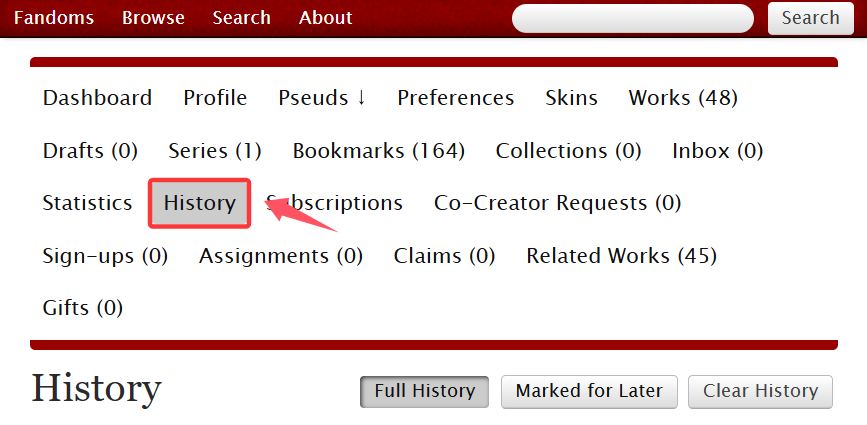 Fandoms Browse Search About Search
Dashboard Profile Pseuds ↓ Preferences Skins Works (48)
Drafts (0) Series (1) Bookmarks (164) Collections (0) Inbox (0)
Statistics History Subscriptions Co-Creator Requests (0)
Sign-ups (0) Assignments (0) Claims (0) Related Works (45)
Gifts (0)
History Full History Marked for Later Clear History